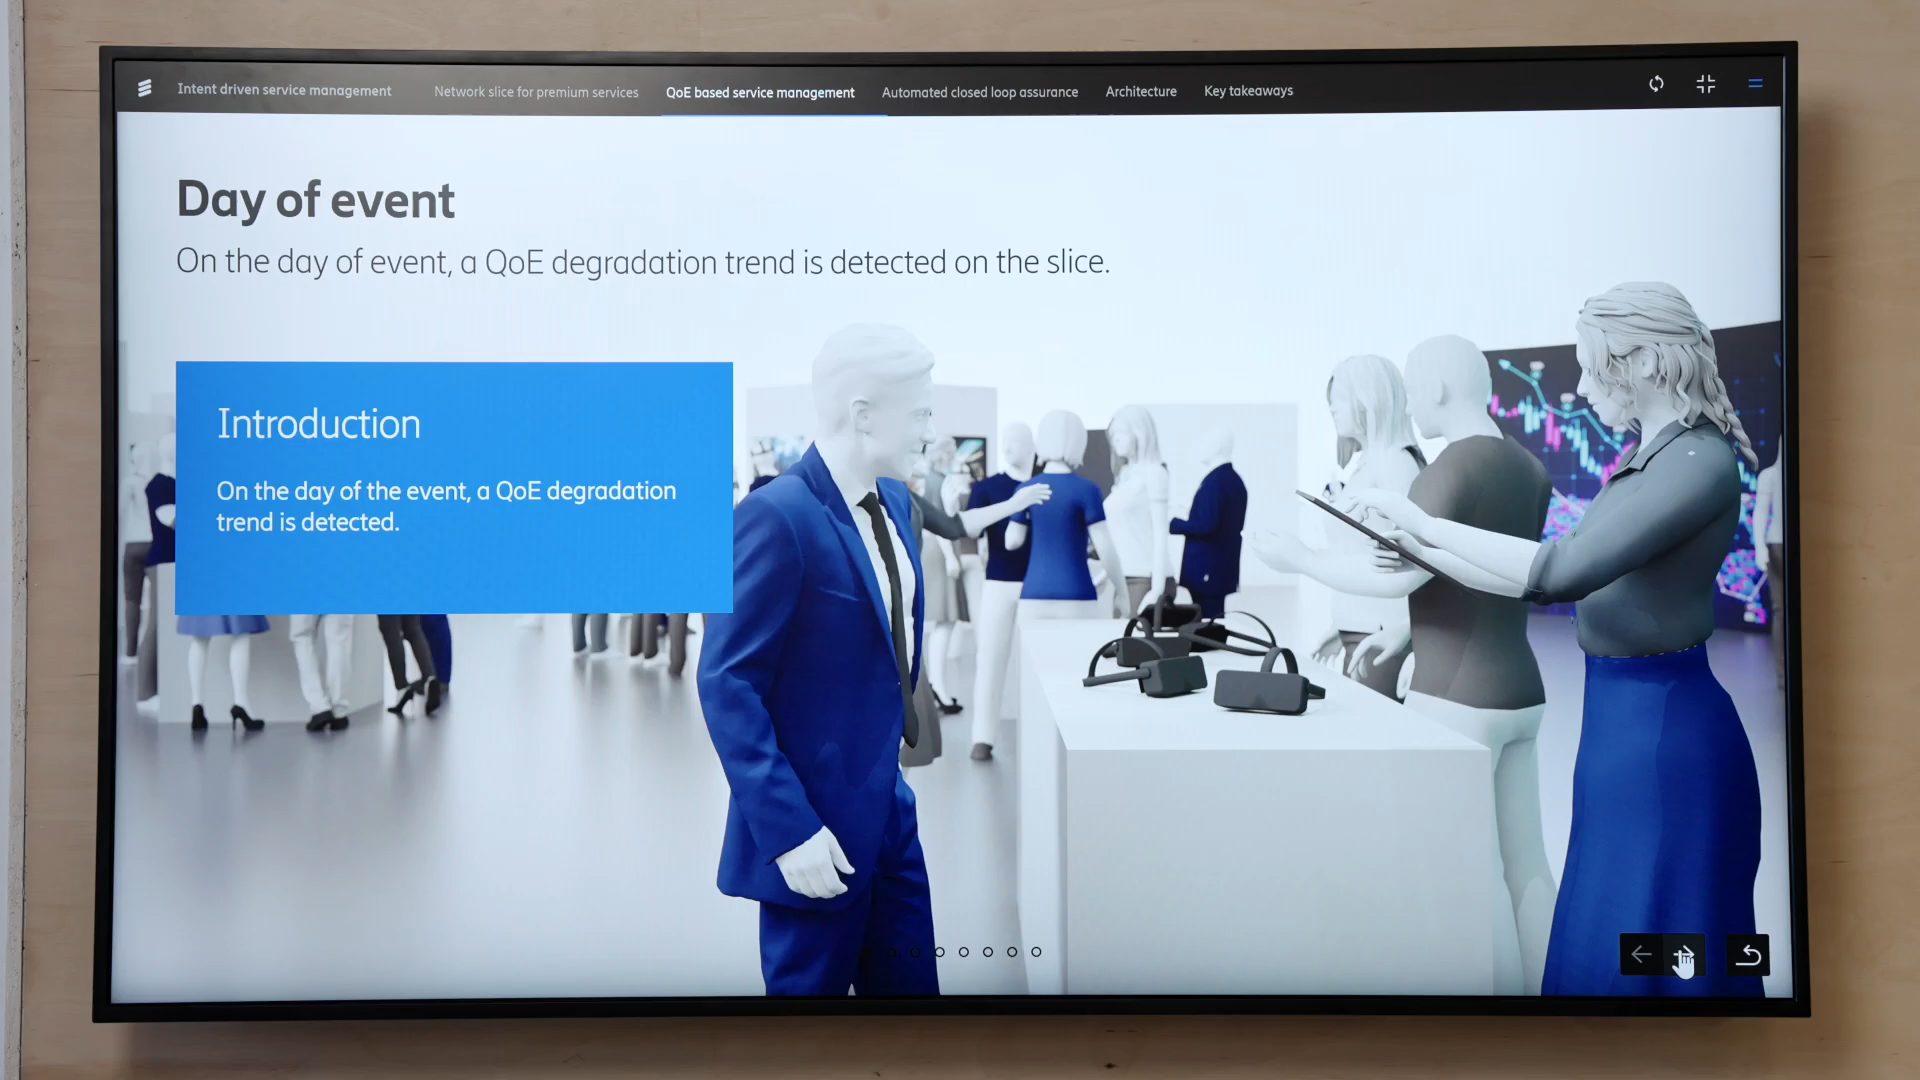 Intent driven service management
Network slice for premium services
QoE based service management
Automated closed loop assurance
Architecture
Key takeaways
Day of event
On the day of event, a QoE degradation trend is detected on the slice.
Introduction
On the day of the event, a QoE degradation
trend is detected.